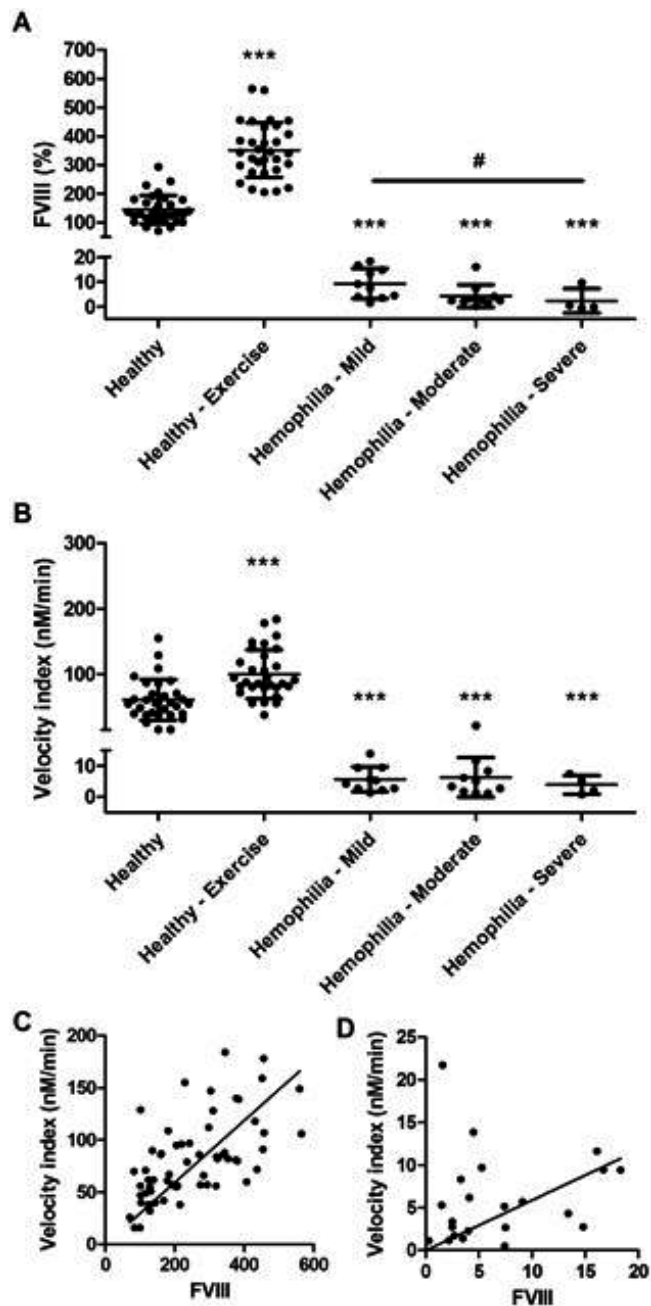 A
FVIII (%)
700
600
500
400
300
200
100
20
10
0
***
#
***
***
***
Healthy
Healthy - Exercise
Hemophilia - Mild
Hemophilia - Moderate
Hemophilia - Severe
B
Velocity index (nM/min)
300
200
100
10
0
***
***
***
***
Healthy
Healthy - Exercise
Hemophilia - Mild
Hemophilia - Moderate
Hemophilia - Severe
C
Velocity index (nM/min)
200
150
100
50
0
0 200 400 600
FVIII
D
Velocity index (nM/min)
25
20
15
10
5
0
0 5 10 15 20
FVIII